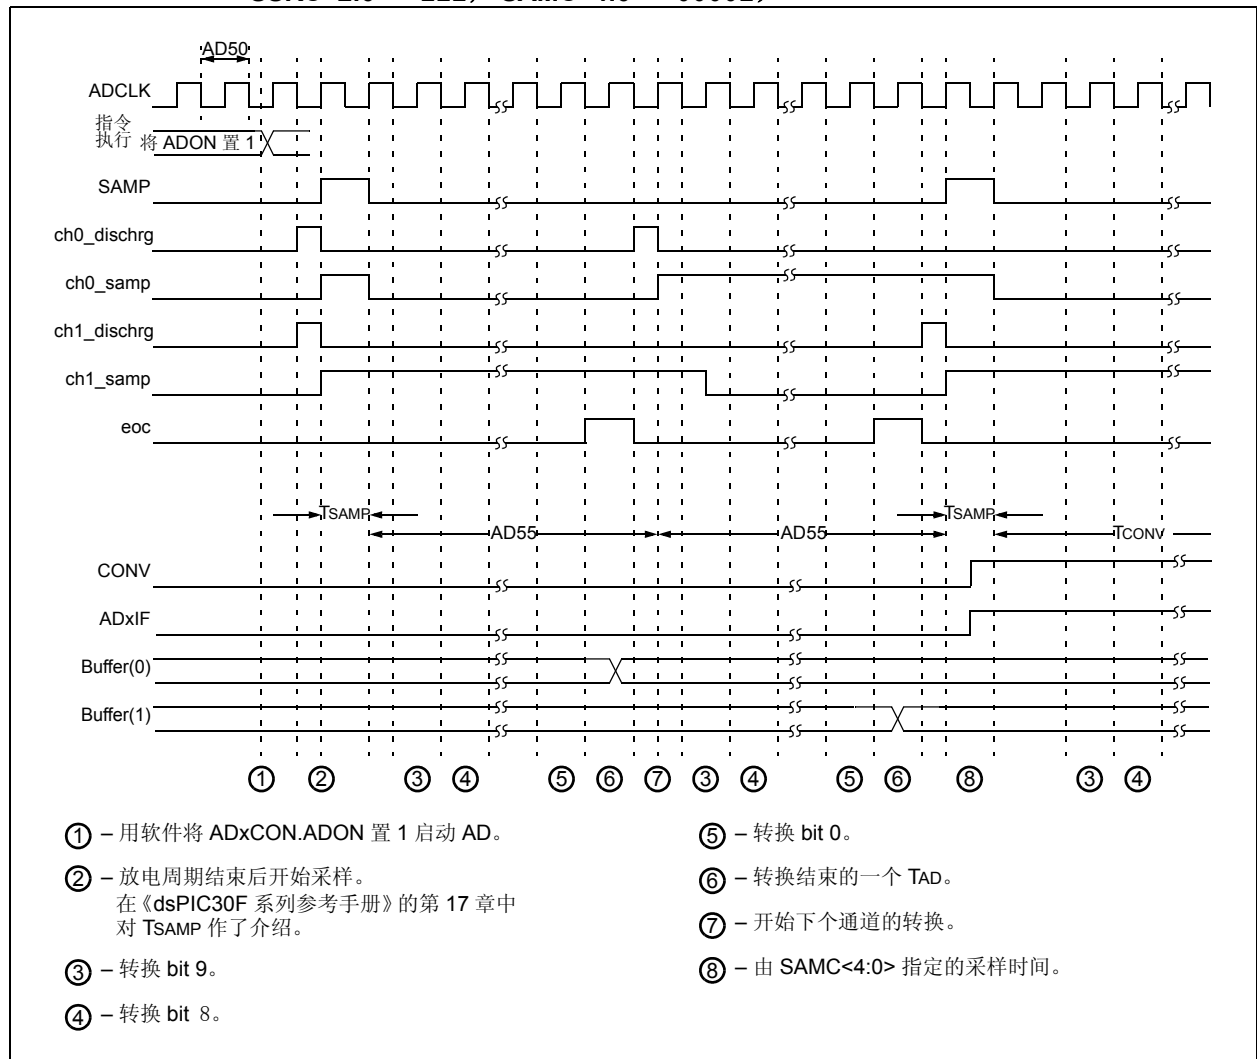 AD50
ADCLK
指令
执行 将 ADON 置 1
SAMP
ch0_dischrg
ch0_samp
ch1_dischrg
ch1_samp
eoc
TSAMP TSAMP
AD55 AD55 TCONV
CONV
ADxIF
Buffer(0)
Buffer(1)
① ② ③ ④ ⑤ ⑥ ⑦ ③ ④ ⑤ ⑥ ⑧ ③ ④
① – 用软件将 ADxCON.ADON 置 1 启动 AD。
② – 放电周期结束后开始采样。
在《dsPIC30F 系列参考手册》的第 17 章中
对 TSAMP 作了介绍。
③ – 转换 bit 9。
④ – 转换 bit 8。
⑤ – 转换 bit 0。
⑥ – 转换结束的一个 TAD。
⑦ – 开始下个通道的转换。
⑧ – 由 SAMC<4:0> 指定的采样时间。